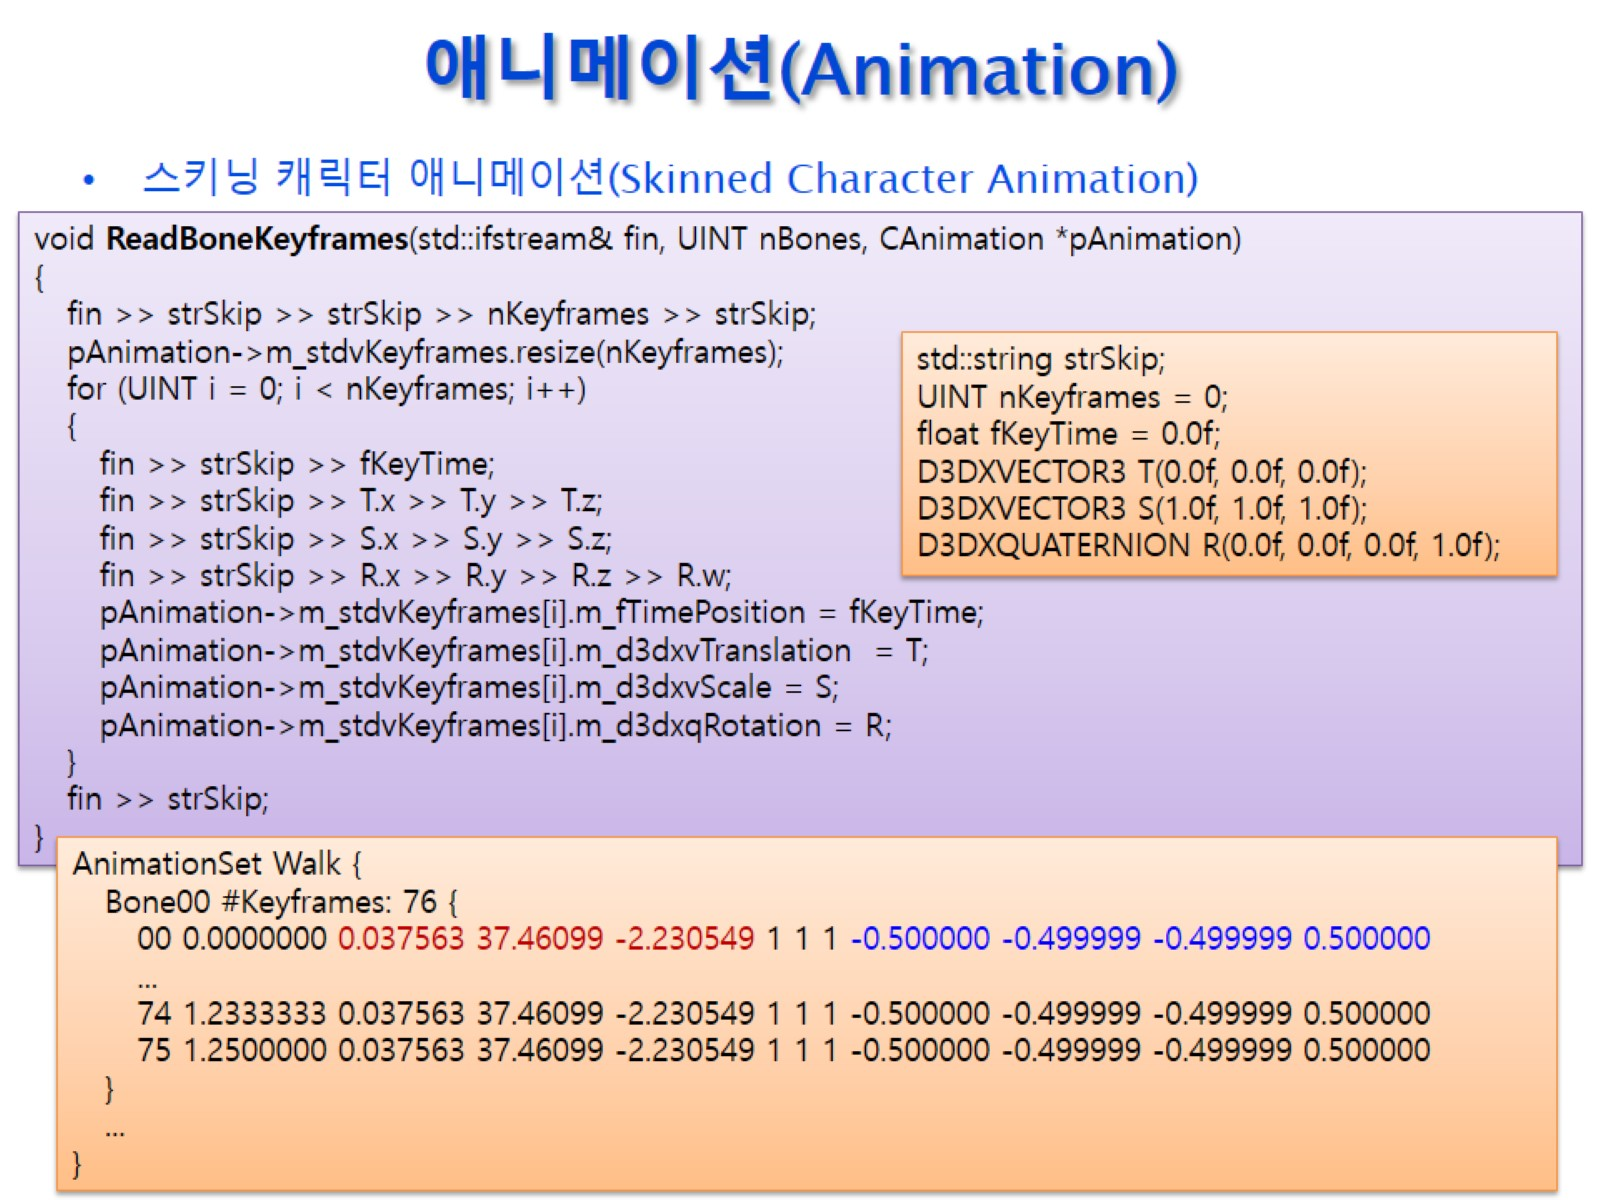 애니메이션(Animation)
• 스키닝 캐릭터 애니메이션(Skinned Character Animation)
void ReadBoneKeyframes(std::ifstream& fin, UINT nBones, CAnimation *pAnimation)
{
fin >> strSkip >> strSkip >> nKeyframes >> strSkip;
pAnimation->m_stdvKeyframes.resize(nKeyframes);
for (UINT i = 0; i < nKeyframes; i++)
{
fin >> strSkip >> fKeyTime;
fin >> strSkip >> T.x >> T.y >> T.z;
fin >> strSkip >> S.x >> S.y >> S.z;
fin >> strSkip >> R.x >> R.y >> R.z >> R.w;
pAnimation->m_stdvKeyframes[i].m_fTimePosition = fKeyTime;
pAnimation->m_stdvKeyframes[i].m_d3dxvTranslation = T;
pAnimation->m_stdvKeyframes[i].m_d3dxvScale = S;
pAnimation->m_stdvKeyframes[i].m_d3dxqRotation = R;
}
fin >> strSkip;
}
std::string strSkip;
UINT nKeyframes = 0;
float fKeyTime = 0.0f;
D3DXVECTOR3 T(0.0f, 0.0f, 0.0f);
D3DXVECTOR3 S(1.0f, 1.0f, 1.0f);
D3DXQUATERNION R(0.0f, 0.0f, 0.0f, 1.0f);
AnimationSet Walk {
Bone00 #Keyframes: 76 {
00 0.0000000 0.037563 37.46099 -2.230549 1 1 1 -0.500000 -0.499999 -0.499999 0.500000
...
74 1.2333333 0.037563 37.46099 -2.230549 1 1 1 -0.500000 -0.499999 -0.499999 0.500000
75 1.2500000 0.037563 37.46099 -2.230549 1 1 1 -0.500000 -0.499999 -0.499999 0.500000
}
...
}